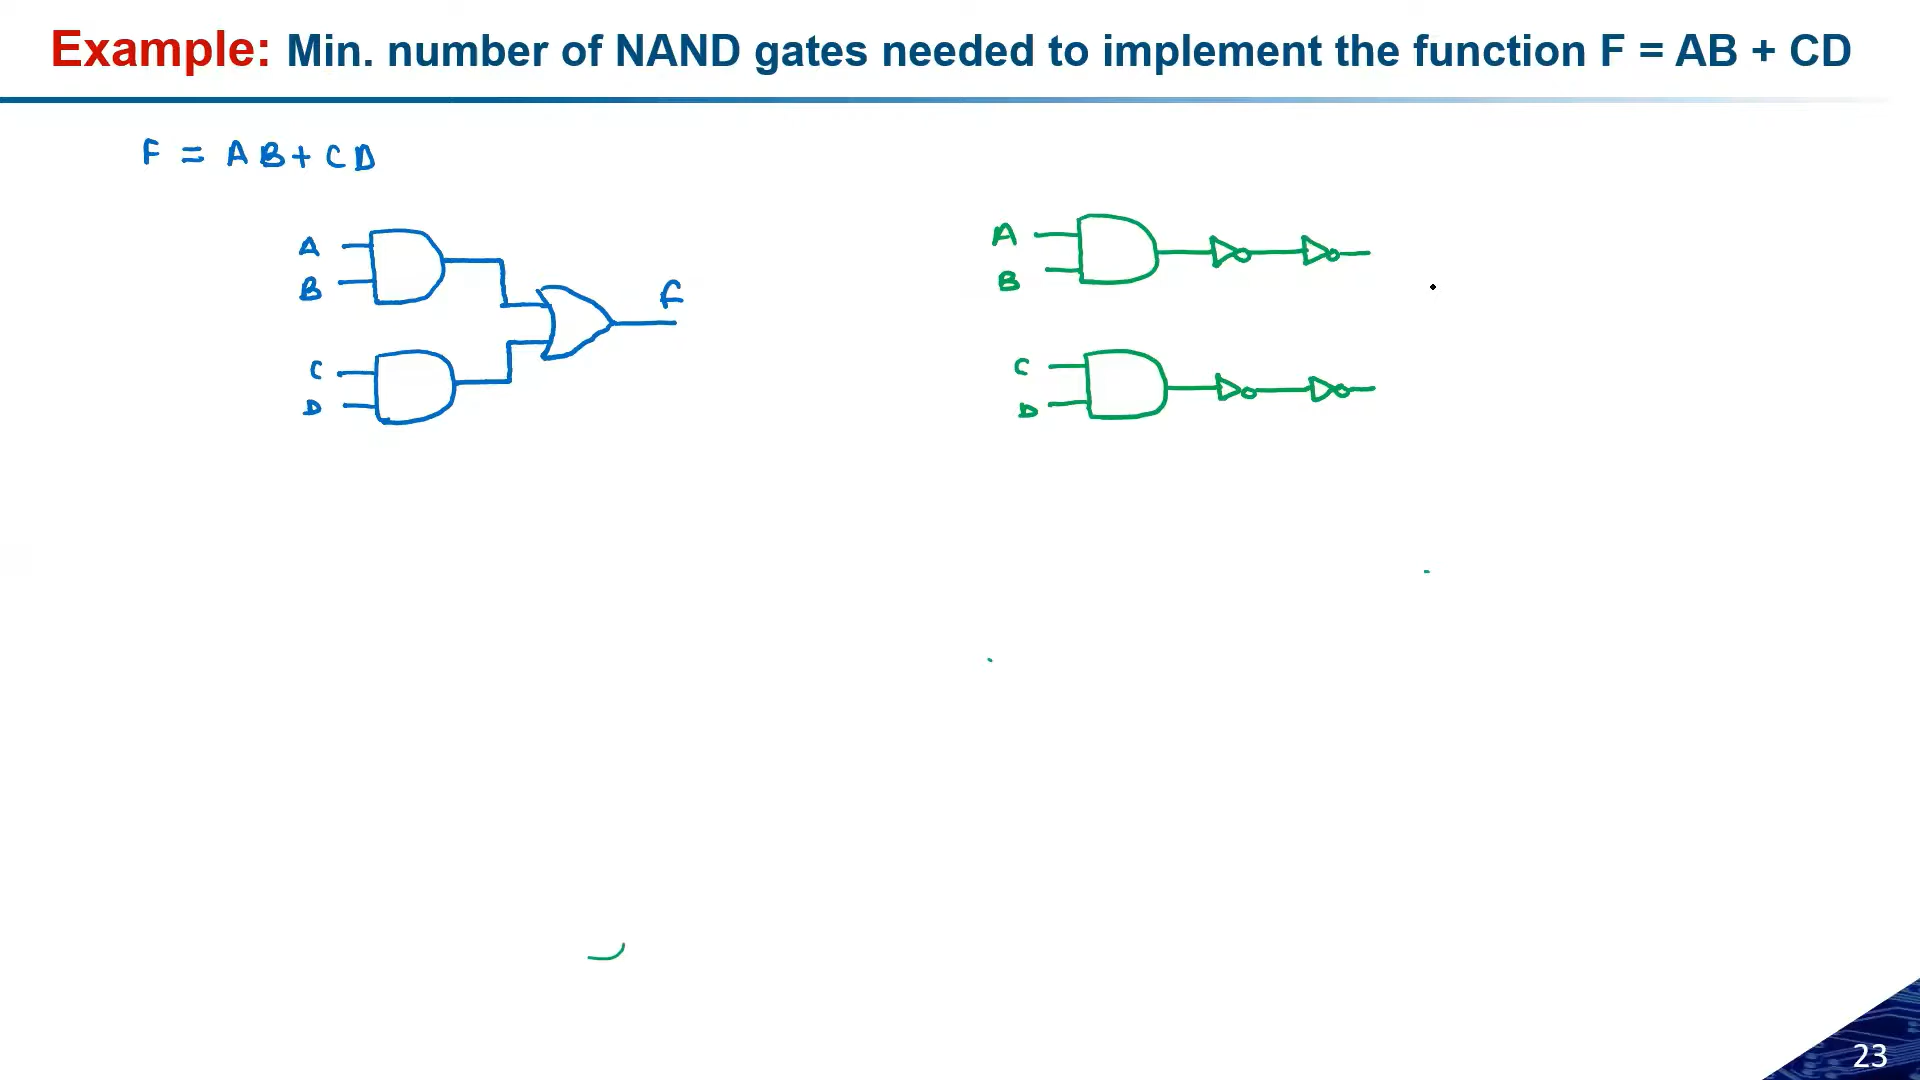 Example: Min. number of NAND gates needed to implement the function F = AB + CD
F = AB + CD
A
B
F
C
D
A
B
C
D
23